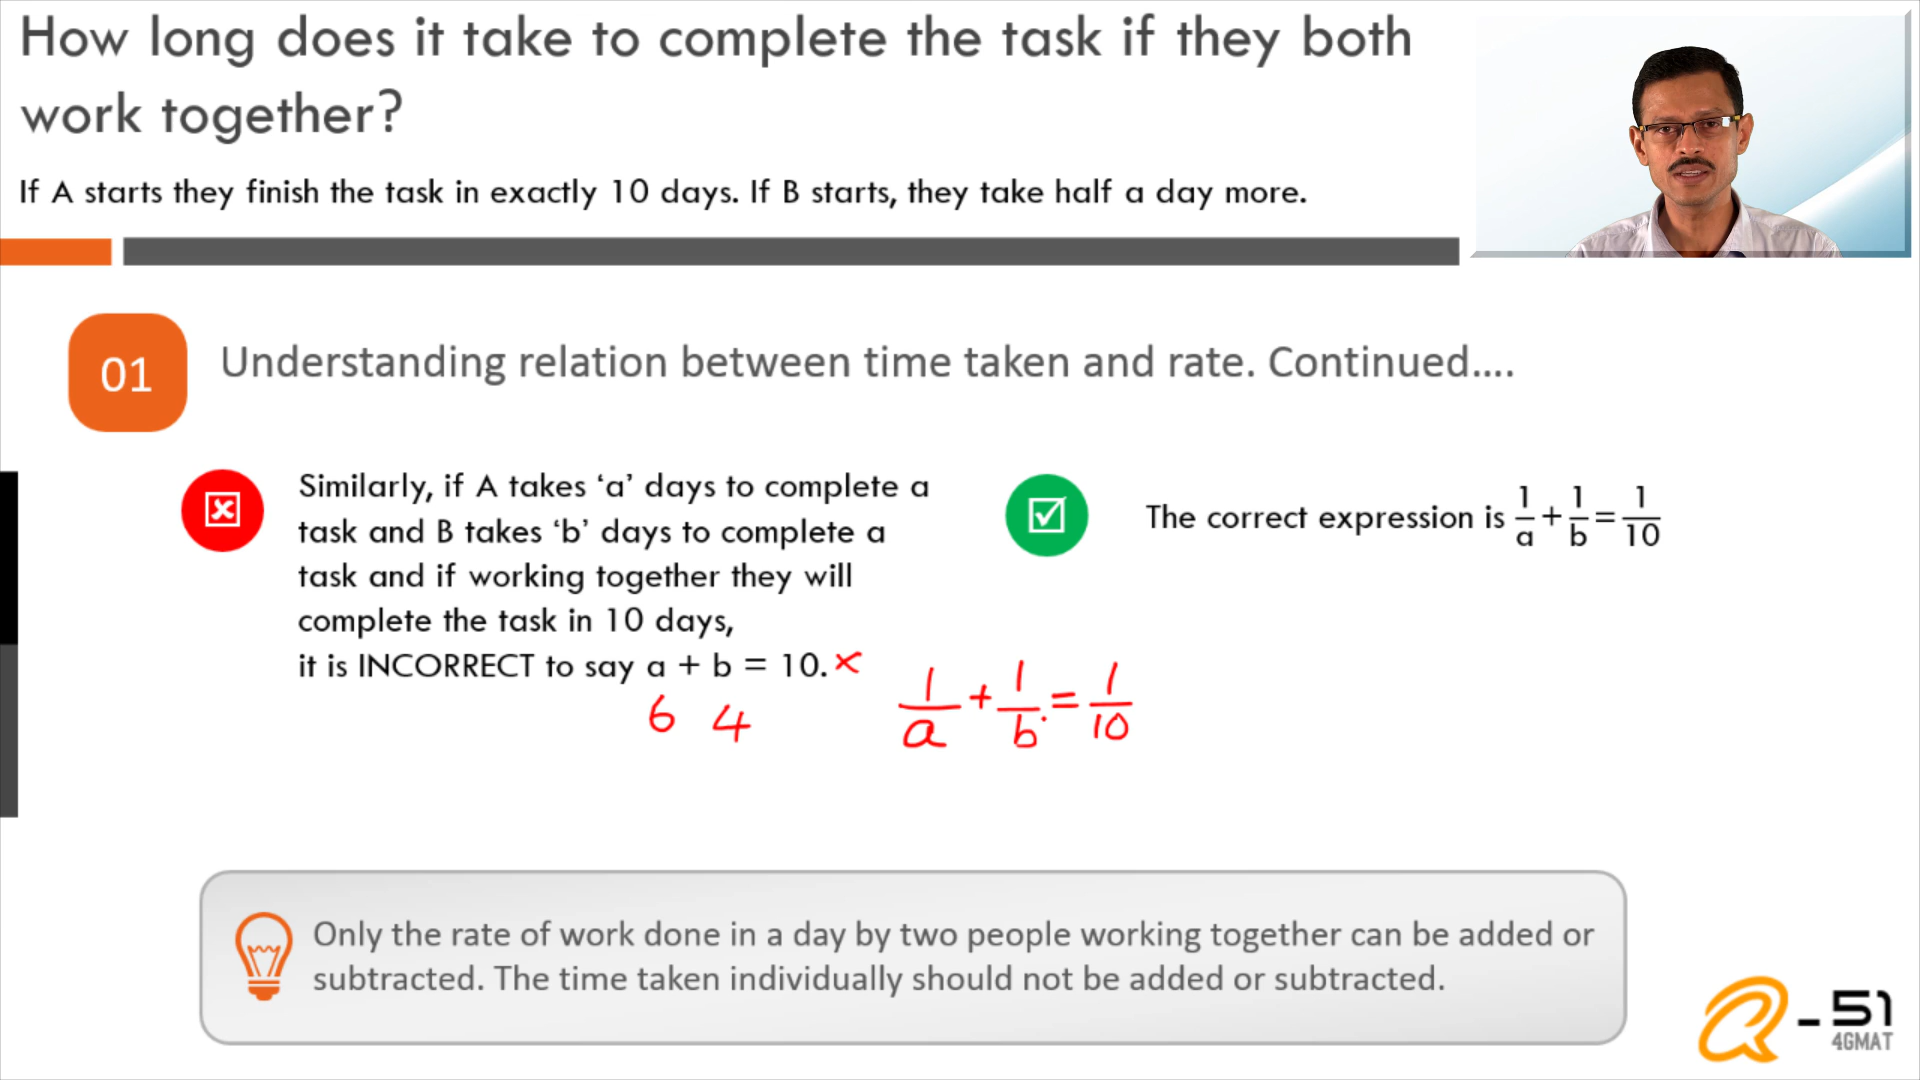 How long does it take to complete the task if they both
work together?
If A starts they finish the task in exactly 10 days. If B starts, they take half a day more.
01
Understanding relation between time taken and rate. Continued....
Similarly, if A takes ‘a’ days to complete a
task and B takes ‘b’ days to complete a
task and if working together they will
complete the task in 10 days,
it is INCORRECT to say a + b = 10. ×
6 4
1/a + 1/b = 1/10
The correct expression is 1/a + 1/b = 1/10
Only the rate of work done in a day by two people working together can be added or
subtracted. The time taken individually should not be added or subtracted.
Q-51
4GMAT